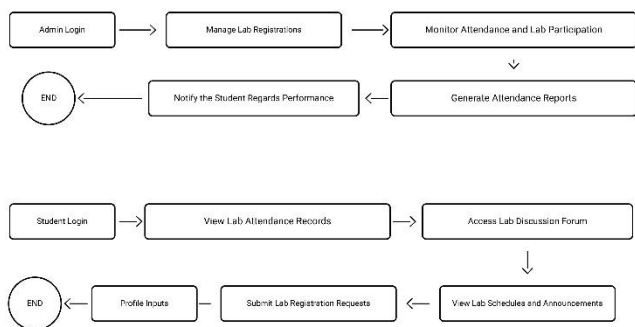 Admin Login
Manage Lab Registrations
Monitor Attendance and Lab Participation
END
Notify the Student Regards Performance
Generate Attendance Reports
Student Login
View Lab Attendance Records
Access Lab Discussion Forum
END
Profile Inputs
Submit Lab Registration Requests
View Lab Schedules and Announcements